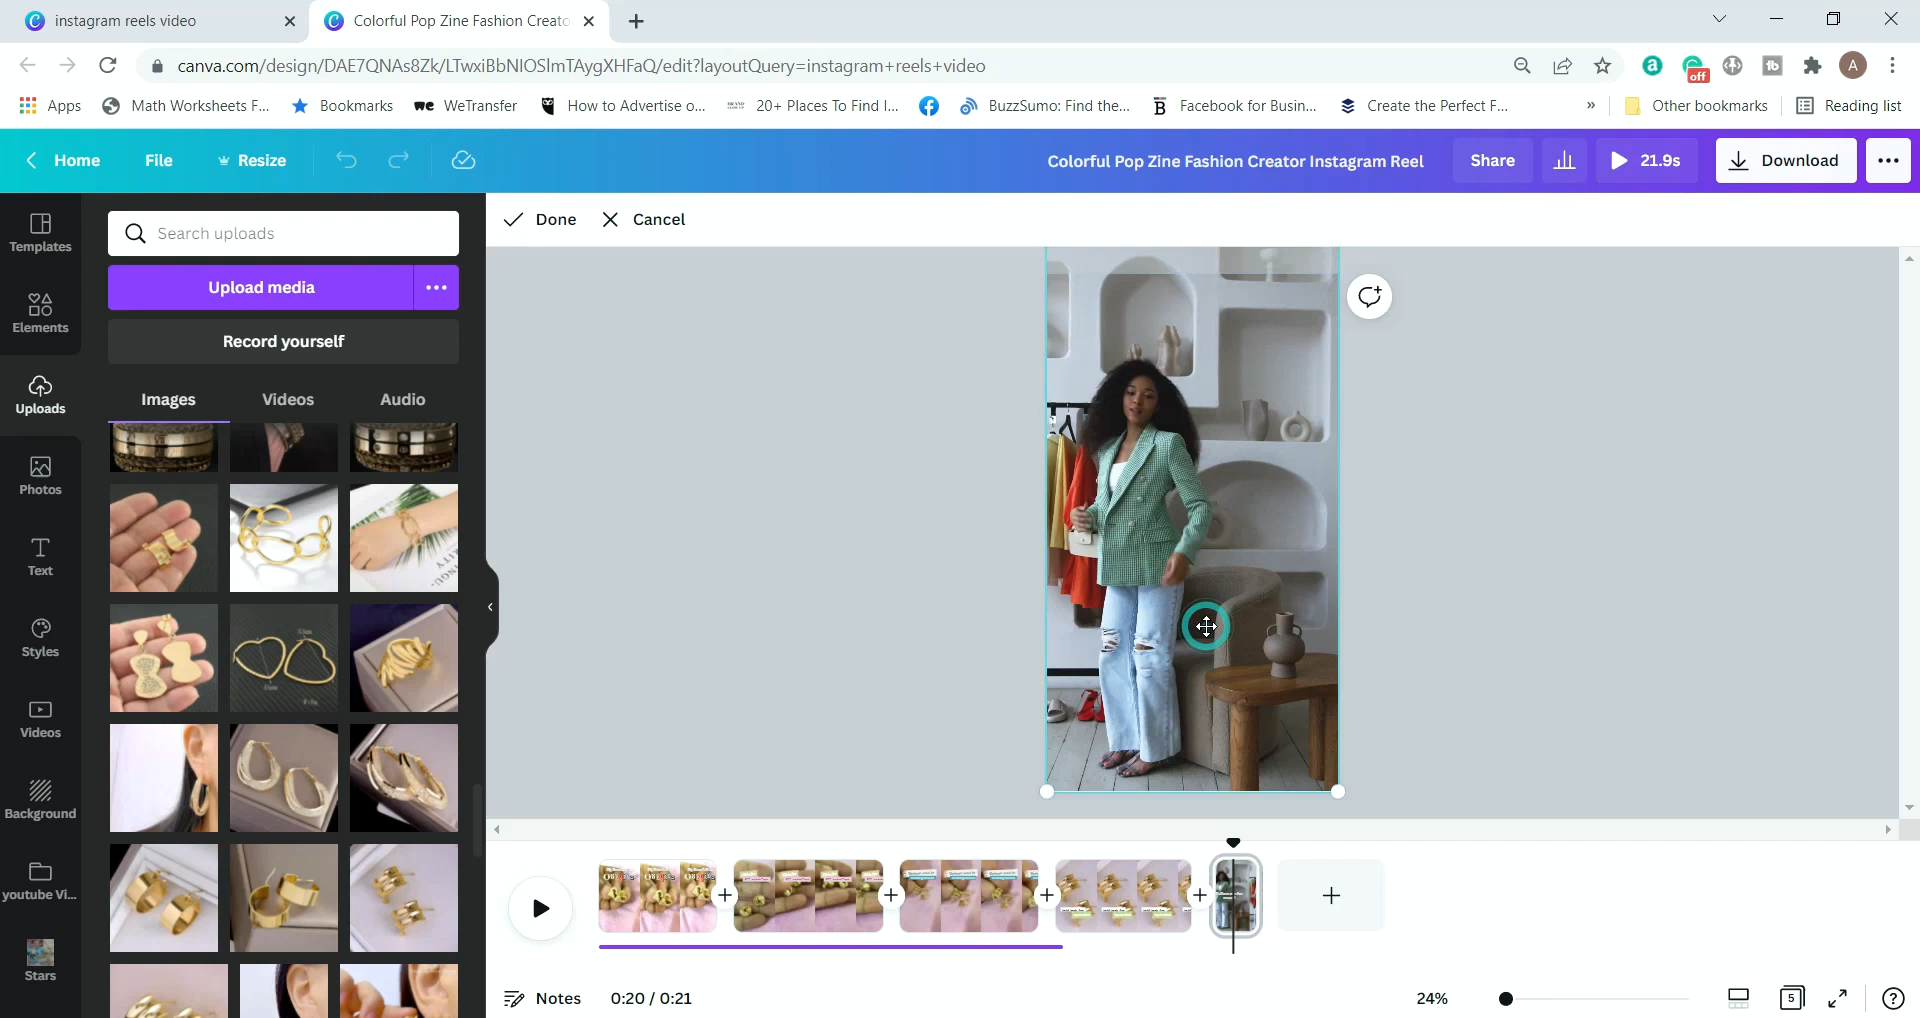 instagram reels video
Colorful Pop Zine Fashion Creato
canva.com/design/DAE7QNAs8Zk/LTwxiBbNIOSlmTAygXHFaQ/edit?layoutQuery=instagram+reels+video
off
A
Apps
Math Worksheets F...
Bookmarks
WeTransfer
How to Advertise o...
20+ Places To Find I...
BuzzSumo: Find the...
Facebook for Busin...
Create the Perfect F...
»
Other bookmarks
Reading list
Home
File
Resize
Colorful Pop Zine Fashion Creator Instagram Reel
Share
21.9s
Download
Templates
Elements
Uploads
Photos
Text
Styles
Videos
Background
youtube Vi...
Stars
Search uploads
Upload media
Record yourself
Images
Videos
Audio
Done
Cancel
Notes
0:20 / 0:21
24%
5